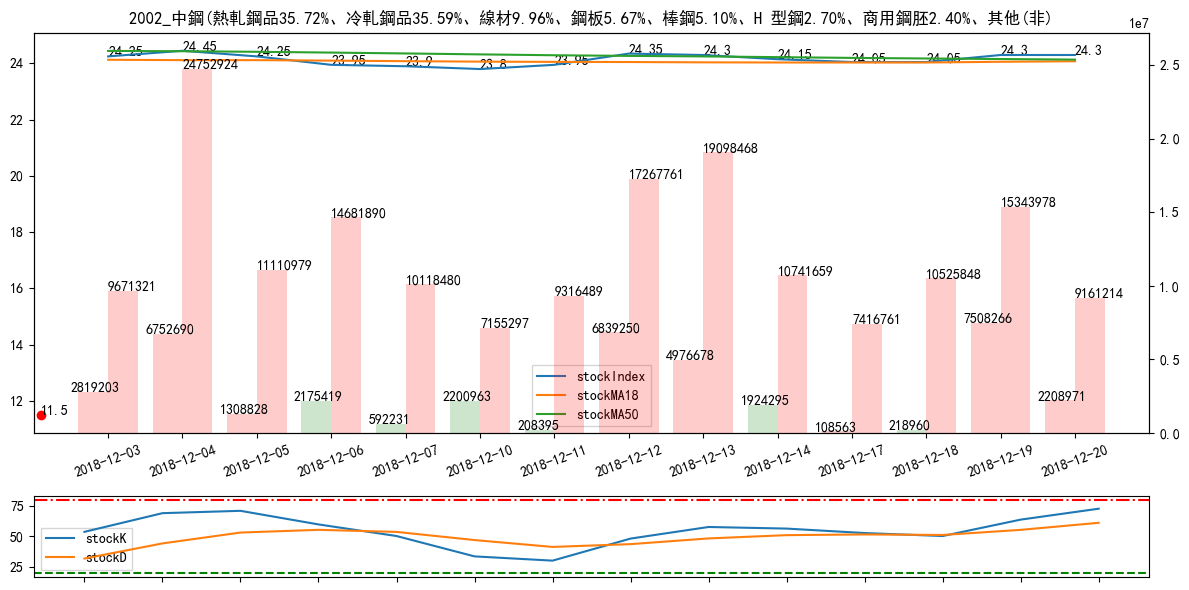 2002_中鋼(熱軋鋼品35.72%、冷軋鋼品35.59%、線材9.96%、鋼板5.67%、棒鋼5.10%、H 型鋼2.70%、商用鋼胚2.40%、其他(非)
1e7
24.25 24.45 24.25 23.95 23.9 23.8 23.95 24.35 24.3 24.15 24.05 24.05 24.3 24.3
24
22
20
18
16
14
12
2.5
2.0
1.5
1.0
0.5
0.0
9671321 24752924 11110979 14681890 10118480 7155297 9316489 17267761 19098468 10741659 7416761 10525848 15343978 9161214
2819203 6752690 1308828 2175419 592231 2200963 208395 6839250 4976678 1924295 108563 218960 7508266 2208971
11.5
stockIndex
stockMA18
stockMA50
2018-12-03 2018-12-04 2018-12-05 2018-12-06 2018-12-07 2018-12-10 2018-12-11 2018-12-12 2018-12-13 2018-12-14 2018-12-17 2018-12-18 2018-12-19 2018-12-20
75
50
25
stockK
stockD